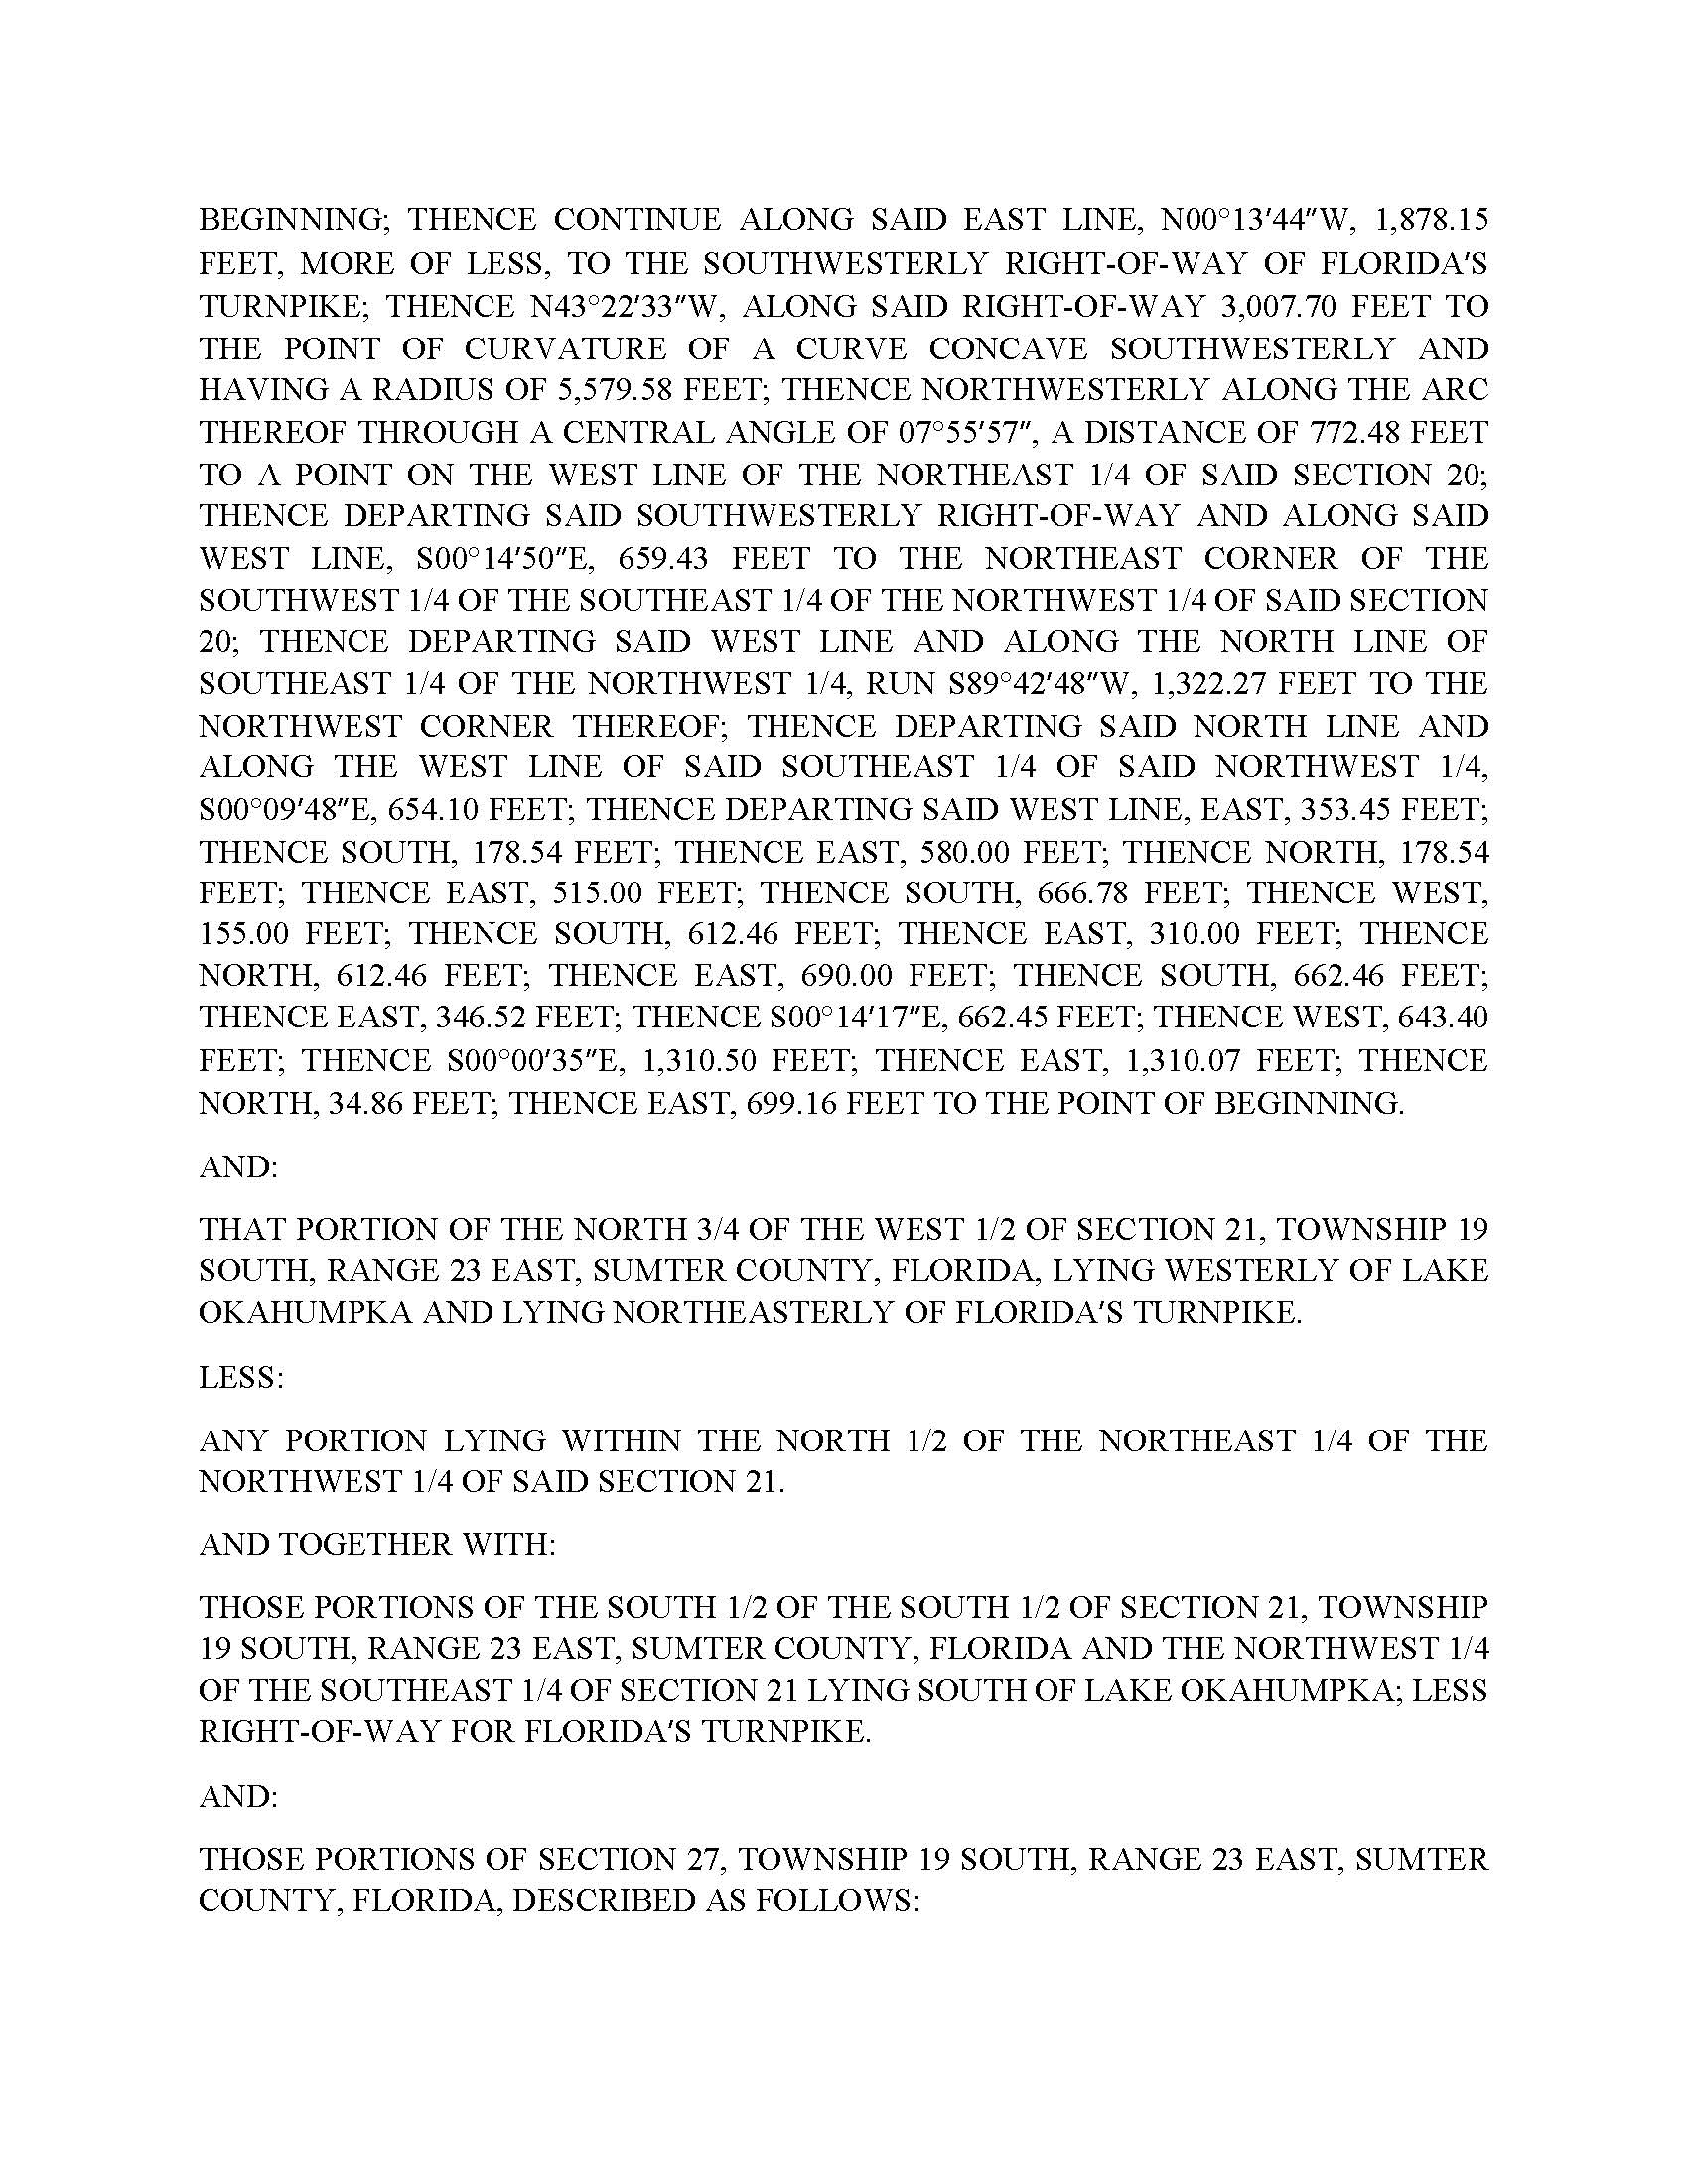 BEGINNING; THENCE CONTINUE ALONG SAID EAST LINE, N00°13′44″W, 1,878.15
FEET, MORE OF LESS, TO THE SOUTHWESTERLY RIGHT-OF-WAY OF FLORIDA′S
TURNPIKE; THENCE N43°22′33″W, ALONG SAID RIGHT-OF-WAY 3,007.70 FEET TO
THE POINT OF CURVATURE OF A CURVE CONCAVE SOUTHWESTERLY AND
HAVING A RADIUS OF 5,579.58 FEET; THENCE NORTHWESTERLY ALONG THE ARC
THEREOF THROUGH A CENTRAL ANGLE OF 07°55′57″, A DISTANCE OF 772.48 FEET
TO A POINT ON THE WEST LINE OF THE NORTHEAST 1/4 OF SAID SECTION 20;
THENCE DEPARTING SAID SOUTHWESTERLY RIGHT-OF-WAY AND ALONG SAID
WEST LINE, S00°14′50″E, 659.43 FEET TO THE NORTHEAST CORNER OF THE
SOUTHWEST 1/4 OF THE SOUTHEAST 1/4 OF THE NORTHWEST 1/4 OF SAID SECTION
20; THENCE DEPARTING SAID WEST LINE AND ALONG THE NORTH LINE OF
SOUTHEAST 1/4 OF THE NORTHWEST 1/4, RUN S89°42′48″W, 1,322.27 FEET TO THE
NORTHWEST CORNER THEREOF; THENCE DEPARTING SAID NORTH LINE AND
ALONG THE WEST LINE OF SAID SOUTHEAST 1/4 OF SAID NORTHWEST 1/4,
S00°09′48″E, 654.10 FEET; THENCE DEPARTING SAID WEST LINE, EAST, 353.45 FEET;
THENCE SOUTH, 178.54 FEET; THENCE EAST, 580.00 FEET; THENCE NORTH, 178.54
FEET; THENCE EAST, 515.00 FEET; THENCE SOUTH, 666.78 FEET; THENCE WEST,
155.00 FEET; THENCE SOUTH, 612.46 FEET; THENCE EAST, 310.00 FEET; THENCE
NORTH, 612.46 FEET; THENCE EAST, 690.00 FEET; THENCE SOUTH, 662.46 FEET;
THENCE EAST, 346.52 FEET; THENCE S00°14′17″E, 662.45 FEET; THENCE WEST, 643.40
FEET; THENCE S00°00′35″E, 1,310.50 FEET; THENCE EAST, 1,310.07 FEET; THENCE
NORTH, 34.86 FEET; THENCE EAST, 699.16 FEET TO THE POINT OF BEGINNING.
AND:
THAT PORTION OF THE NORTH 3/4 OF THE WEST 1/2 OF SECTION 21, TOWNSHIP 19
SOUTH, RANGE 23 EAST, SUMTER COUNTY, FLORIDA, LYING WESTERLY OF LAKE
OKAHUMPKA AND LYING NORTHEASTERLY OF FLORIDA′S TURNPIKE.
LESS:
ANY PORTION LYING WITHIN THE NORTH 1/2 OF THE NORTHEAST 1/4 OF THE
NORTHWEST 1/4 OF SAID SECTION 21.
AND TOGETHER WITH:
THOSE PORTIONS OF THE SOUTH 1/2 OF THE SOUTH 1/2 OF SECTION 21, TOWNSHIP
19 SOUTH, RANGE 23 EAST, SUMTER COUNTY, FLORIDA AND THE NORTHWEST 1/4
OF THE SOUTHEAST 1/4 OF SECTION 21 LYING SOUTH OF LAKE OKAHUMPKA; LESS
RIGHT-OF-WAY FOR FLORIDA′S TURNPIKE.
AND:
THOSE PORTIONS OF SECTION 27, TOWNSHIP 19 SOUTH, RANGE 23 EAST, SUMTER
COUNTY, FLORIDA, DESCRIBED AS FOLLOWS: